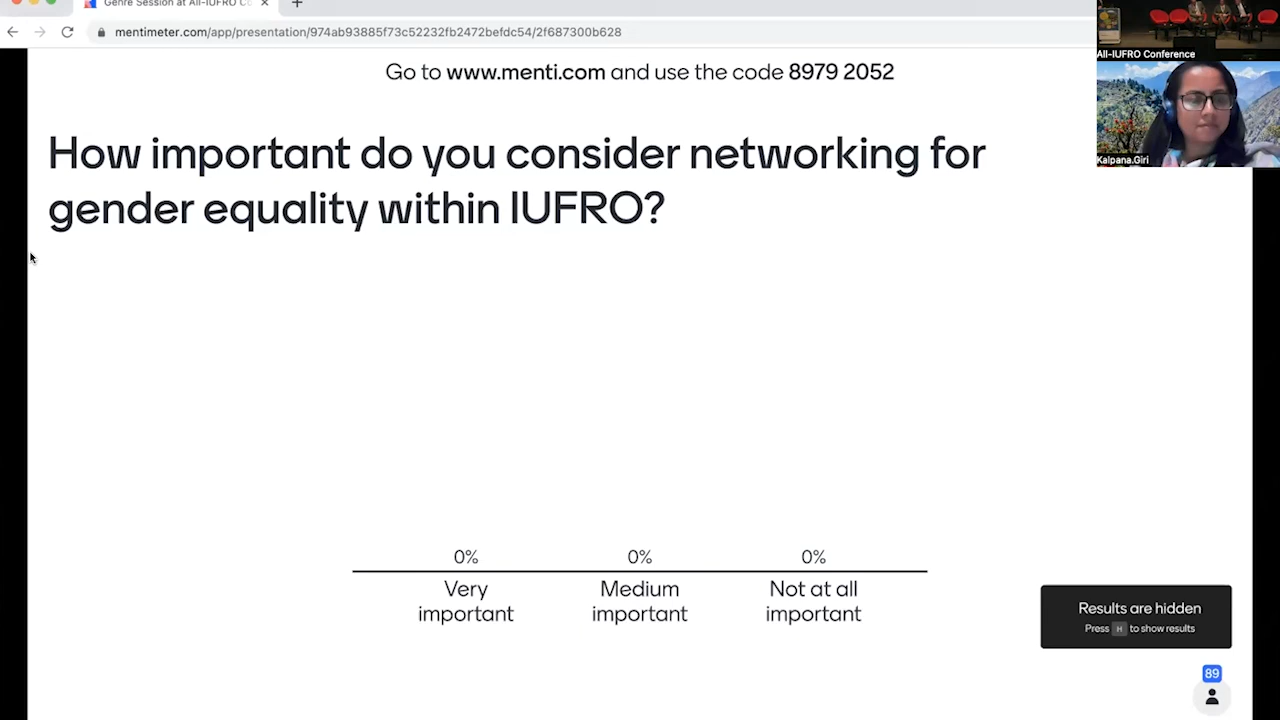 Genre Session at All-IUFRO Co
mentimeter.com/app/presentation/974ab93885f73c52232fb2472befdc54/2f687300b628
All-IUFRO Conference
Go to www.menti.com and use the code 8979 2052
Kalpana.Giri
How important do you consider networking for
gender equality within IUFRO?
0% 0% 0%
Very Medium Not at all
important important important
Results are hidden
Press H to show results
89